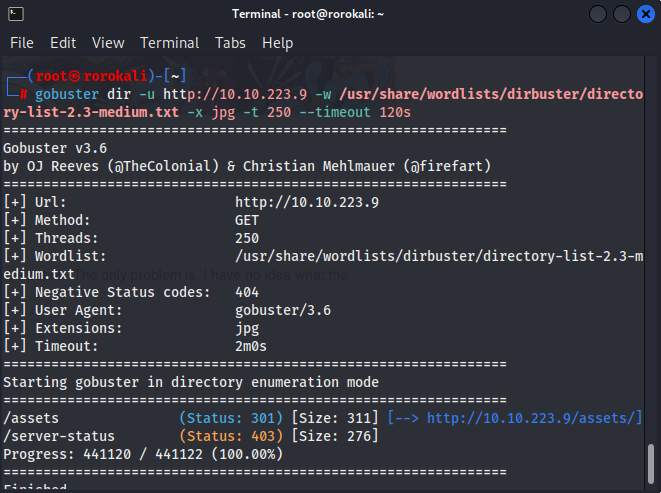 Terminal - root@rorokali: ~
File Edit View Terminal Tabs Help
(root㉿rorokali)-[~]
# gobuster dir -u http://10.10.223.9 -w /usr/share/wordlists/dirbuster/directo
ry-list-2.3-medium.txt -x jpg -t 250 --timeout 120s
===============================================================
Gobuster v3.6
by OJ Reeves (@TheColonial) & Christian Mehlmauer (@firefart)
===============================================================
[+] Url: http://10.10.223.9
[+] Method: GET
[+] Threads: 250
[+] Wordlist: /usr/share/wordlists/dirbuster/directory-list-2.3-m
edium.txt
The only problem is, I have no idea what the
[+] Negative Status codes: 404
[+] User Agent: gobuster/3.6
[+] Extensions: jpg
[+] Timeout: 2m0s
===============================================================
Starting gobuster in directory enumeration mode
===============================================================
/assets (Status: 301) [Size: 311] [--> http://10.10.223.9/assets/]
/server-status (Status: 403) [Size: 276]
Progress: 441120 / 441122 (100.00%)
===============================================================
Finished